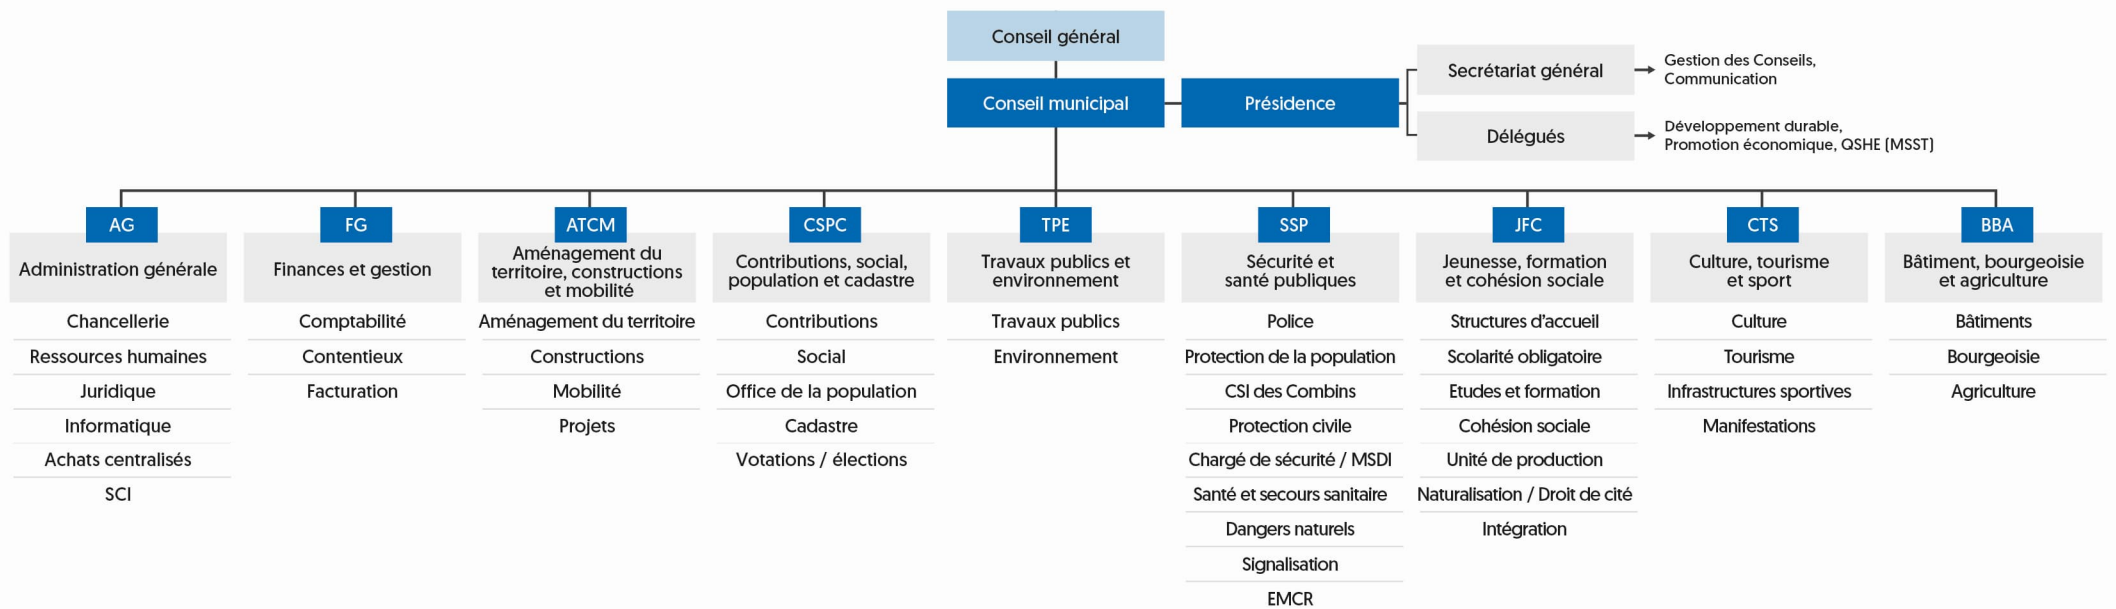 Conseil général
Conseil municipal
Présidence
Secrétariat général
Gestion des Conseils,
Communication
Délégués
Développement durable,
Promotion économique, QSHE (MSST)
AG
Administration générale
Chancellerie
Ressources humaines
Juridique
Informatique
Achats centralisés
SCI
FG
Finances et gestion
Comptabilité
Contentieux
Facturation
ATCM
Aménagement du
territoire, constructions
et mobilité
Aménagement du territoire
Constructions
Mobilité
Projets
CSPC
Contributions, social,
population et cadastre
Contributions
Social
Office de la population
Cadastre
Votations / élections
TPE
Travaux publics et
environnement
Travaux publics
Environnement
SSP
Sécurité et
santé publiques
Police
Protection de la population
CSI des Combins
Protection civile
Chargé de sécurité / MSDI
Santé et secours sanitaire
Dangers naturels
Signalisation
EMCR
JFC
Jeunesse, formation
et cohésion sociale
Structures d'accueil
Scolarité obligatoire
Etudes et formation
Cohésion sociale
Unité de production
Naturalisation / Droit de cité
Intégration
CTS
Culture, tourisme
et sport
Culture
Tourisme
Infrastructures sportives
Manifestations
BBA
Bâtiment, bourgeoisie
et agriculture
Bâtiments
Bourgeoisie
Agriculture